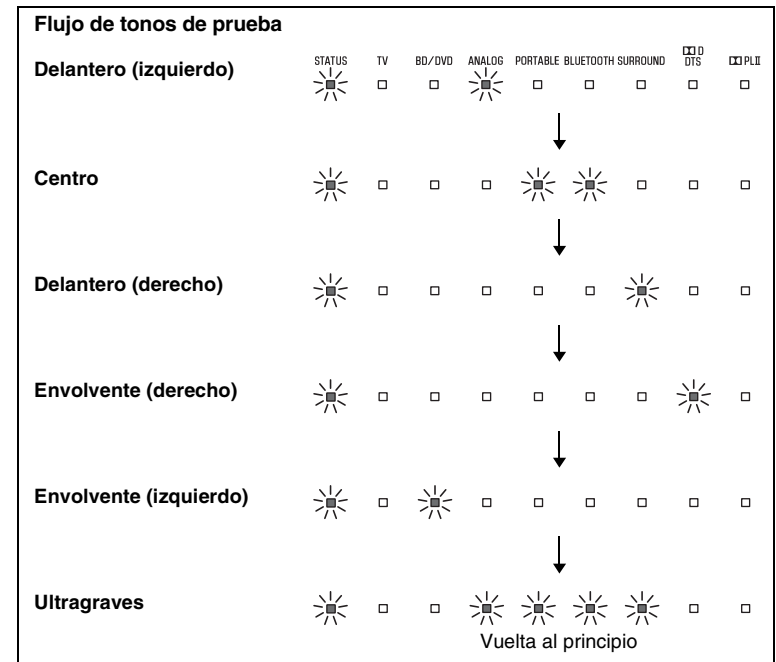 Flujo de tonos de prueba
Delantero (izquierdo)
STATUS TV BD/DVD ANALOG PORTABLE BLUETOOTH SURROUND D DTS PLII
Centro
Delantero (derecho)
Envolvente (derecho)
Envolvente (izquierdo)
Ultragraves
Vuelta al principio